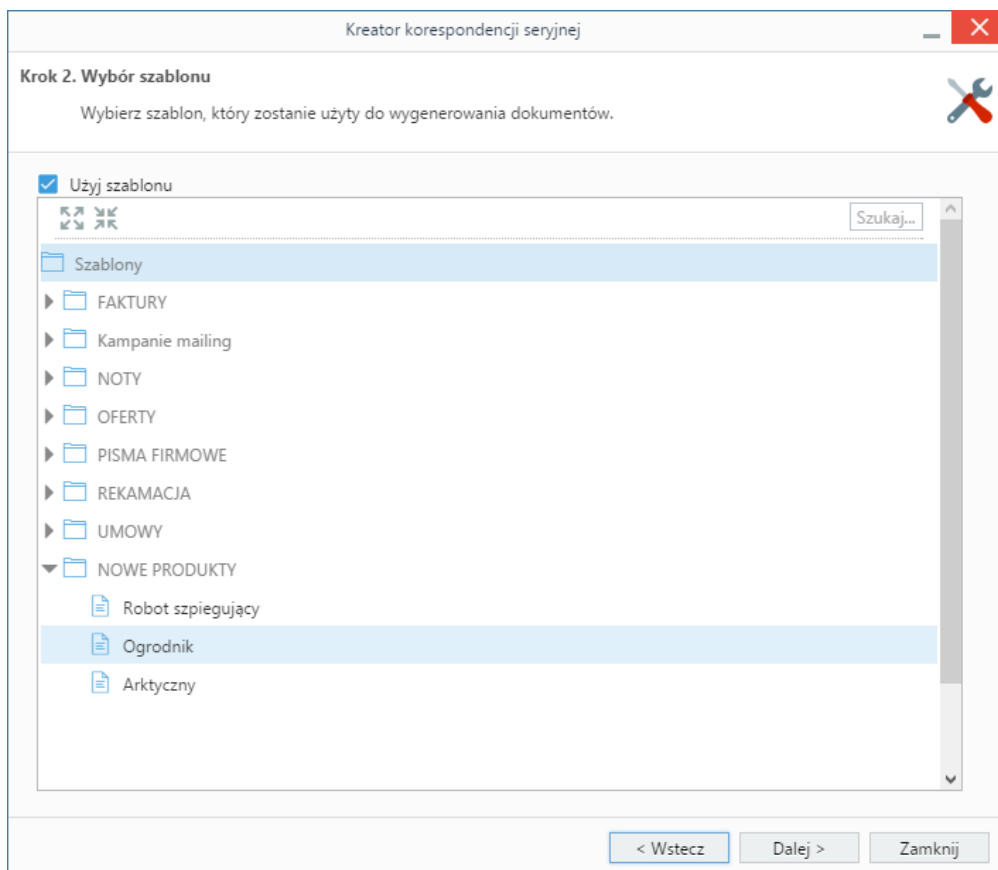 Kreator korespondencji seryjnej
Krok 2. Wybór szablonu
Wybierz szablon, który zostanie użyty do wygenerowania dokumentów.
Użyj szablonu
Szukaj...
Szablony
FAKTURY
Kampanie mailing
NOTY
OFERTY
PISMA FIRMOWE
REKAMACJA
UMOWY
NOWE PRODUKTY
Robot szpiegujący
Ogrodnik
Arktyczny
< Wstecz Dalej > Zamknij